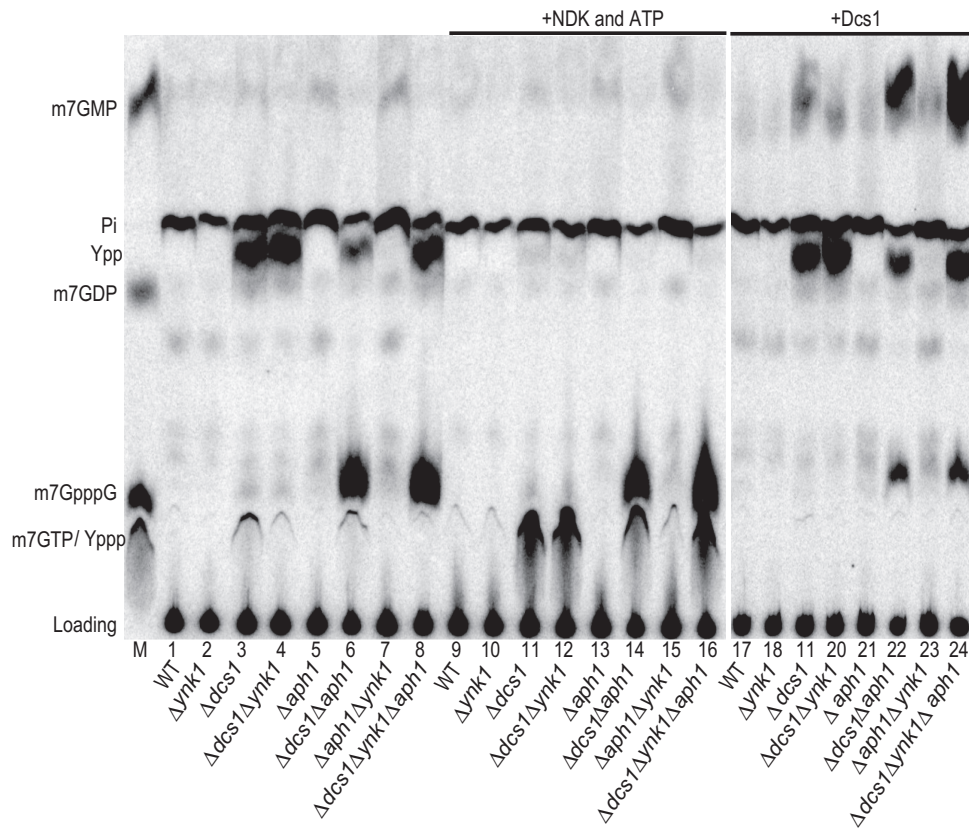 +NDK and ATP
+Dcs1
m7GMP
Pi
Ypp
m7GDP
m7GpppG
m7GTP/ Yppp
Loading
M 1 2 3 4 5 6 7 8 9 10 11 12 13 14 15 16 17 18 11 20 21 22 23 24
WT
Δynk1
Δdcs1
Δdcs1Δynk1
Δaph1
Δdcs1Δaph1
Δaph1Δynk1
Δdcs1Δynk1Δaph1
WT
Δynk1
Δdcs1
Δdcs1Δynk1
Δaph1
Δdcs1Δaph1
Δaph1Δynk1
Δdcs1Δynk1Δaph1
WT
Δynk1
Δdcs1
Δdcs1Δynk1
Δ aph1
Δdcs1Δaph1
Δaph1Δynk1
Δdcs1Δynk1Δ aph1